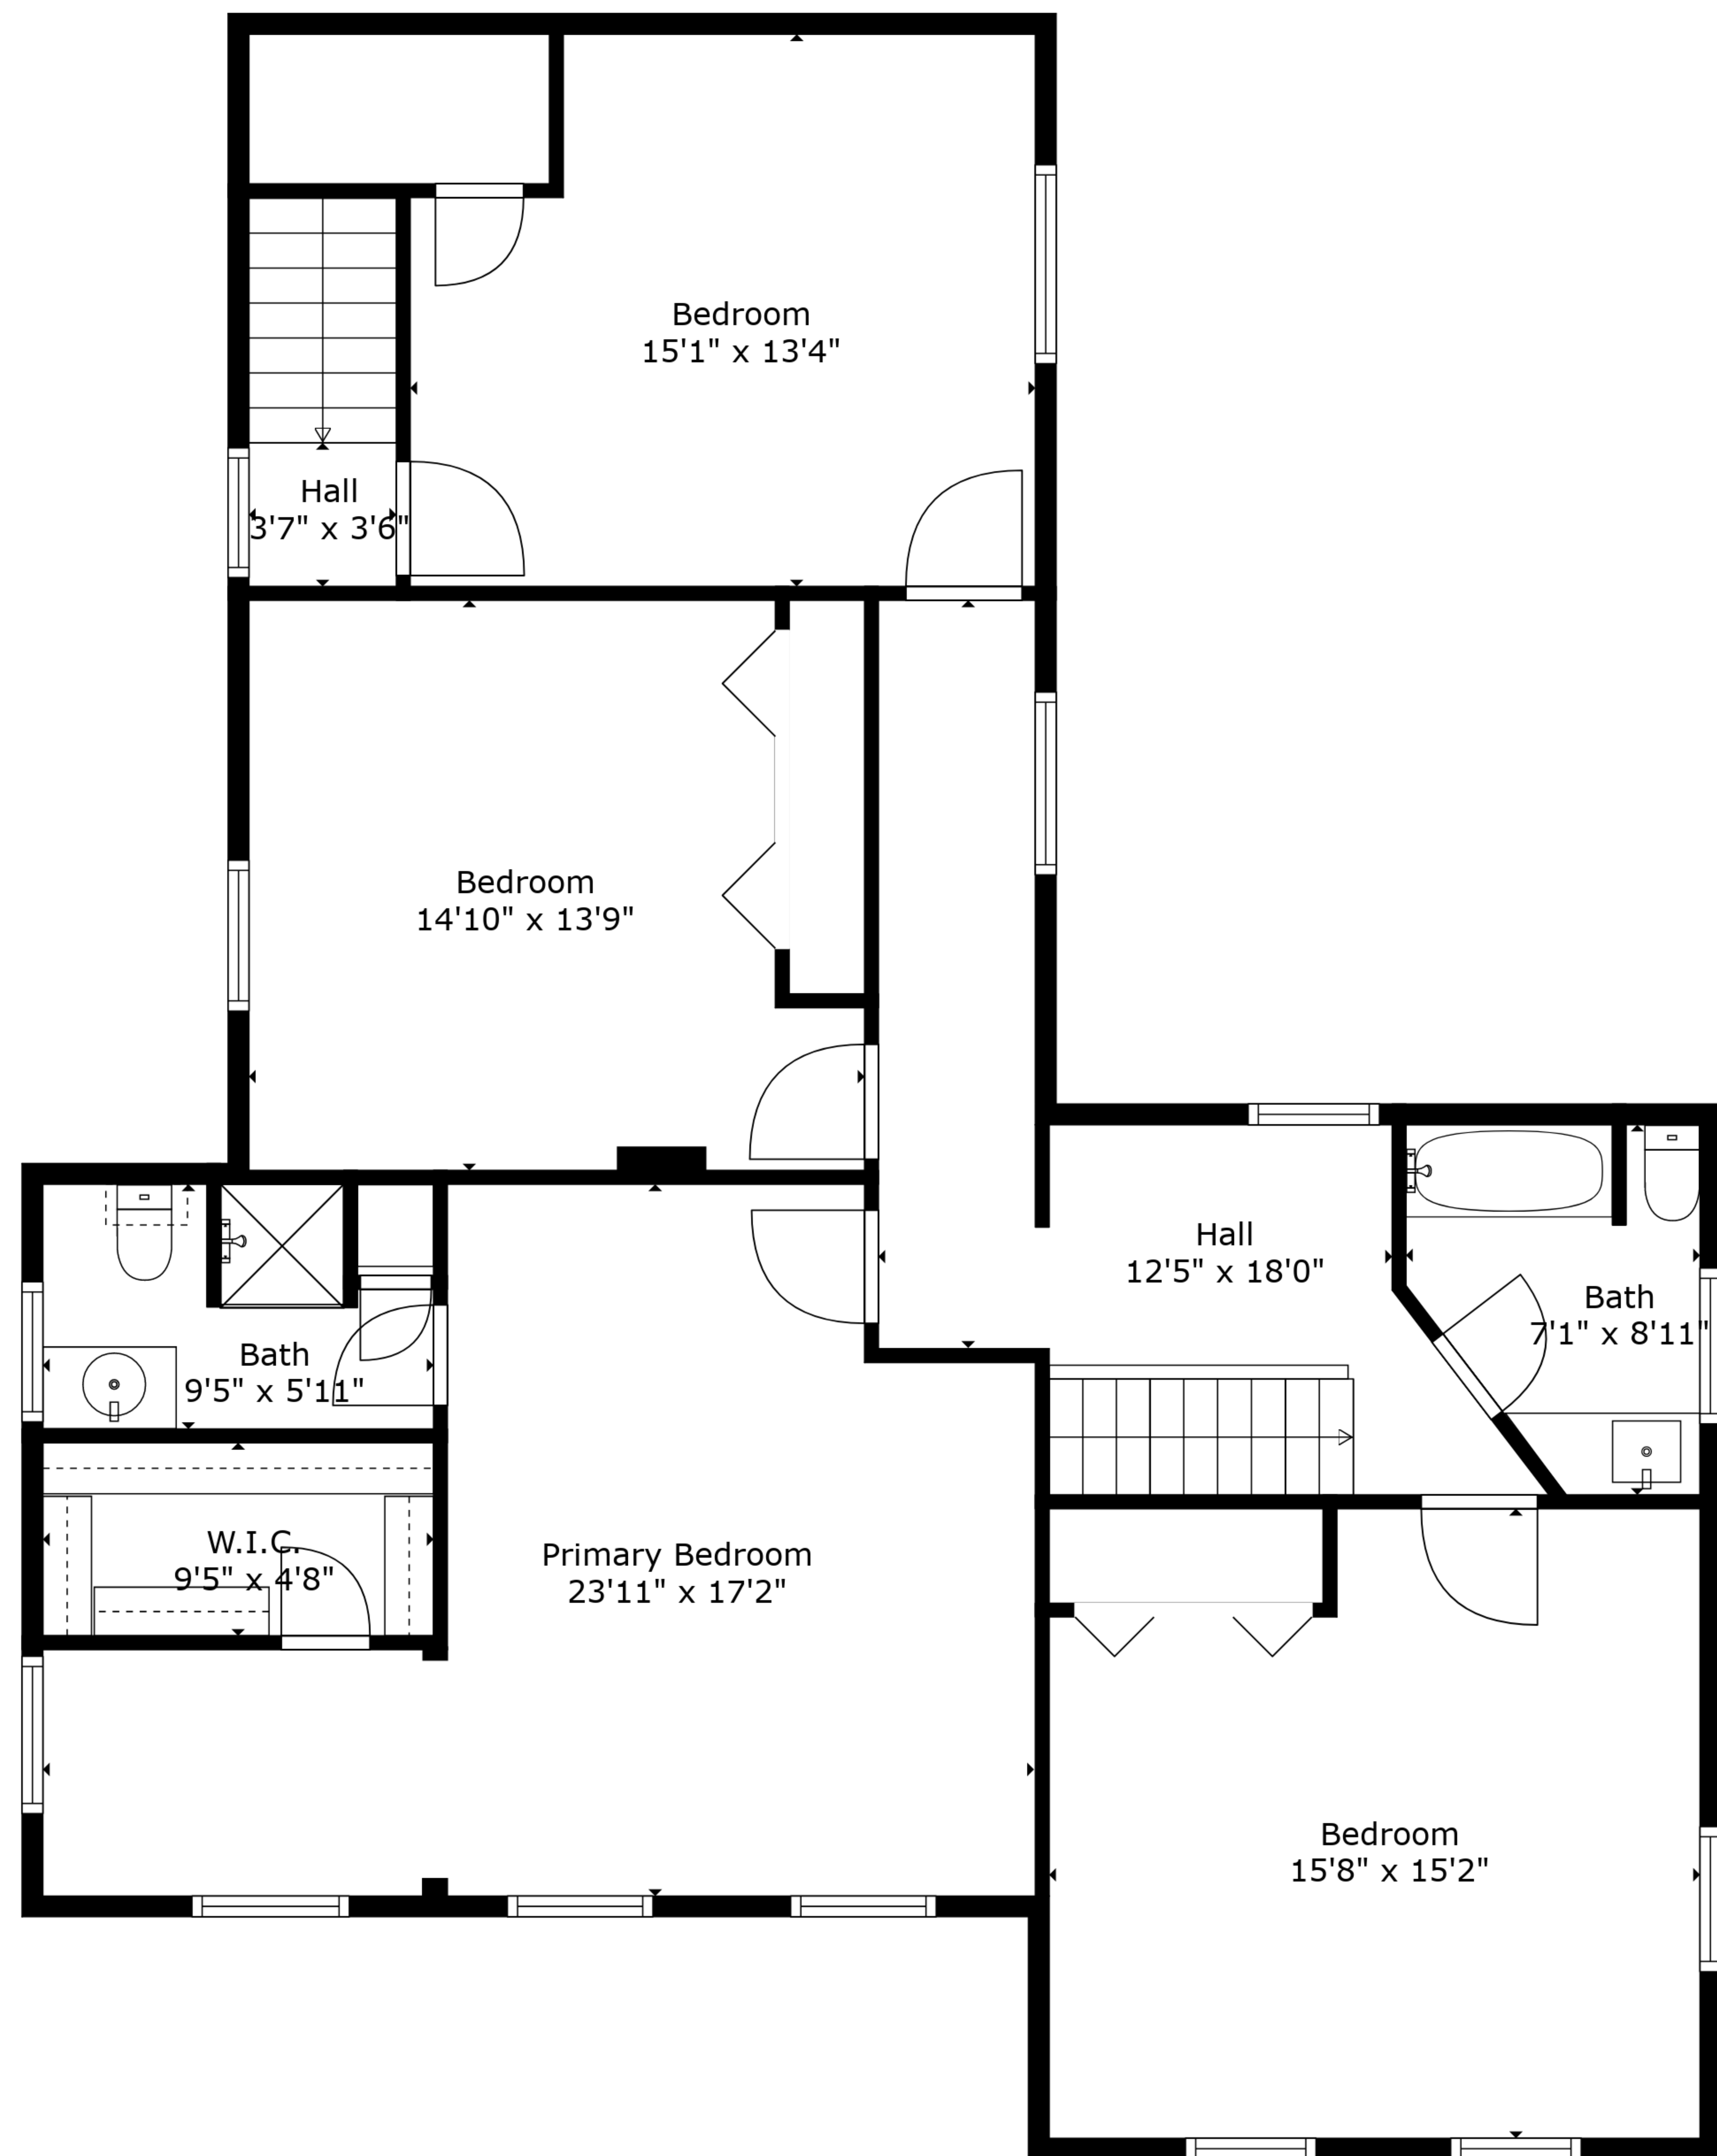 Bedroom
15'1" x 13'4"
Hall
3'7" x 3'6"
Bedroom
14'10" x 13'9"
Hall
12'5" x 18'0"
Bath
7'1" x 8'11"
Bath
9'5" x 5'11"
W.I.C.
9'5" x 4'8"
Primary Bedroom
23'11" x 17'2"
Bedroom
15'8" x 15'2"